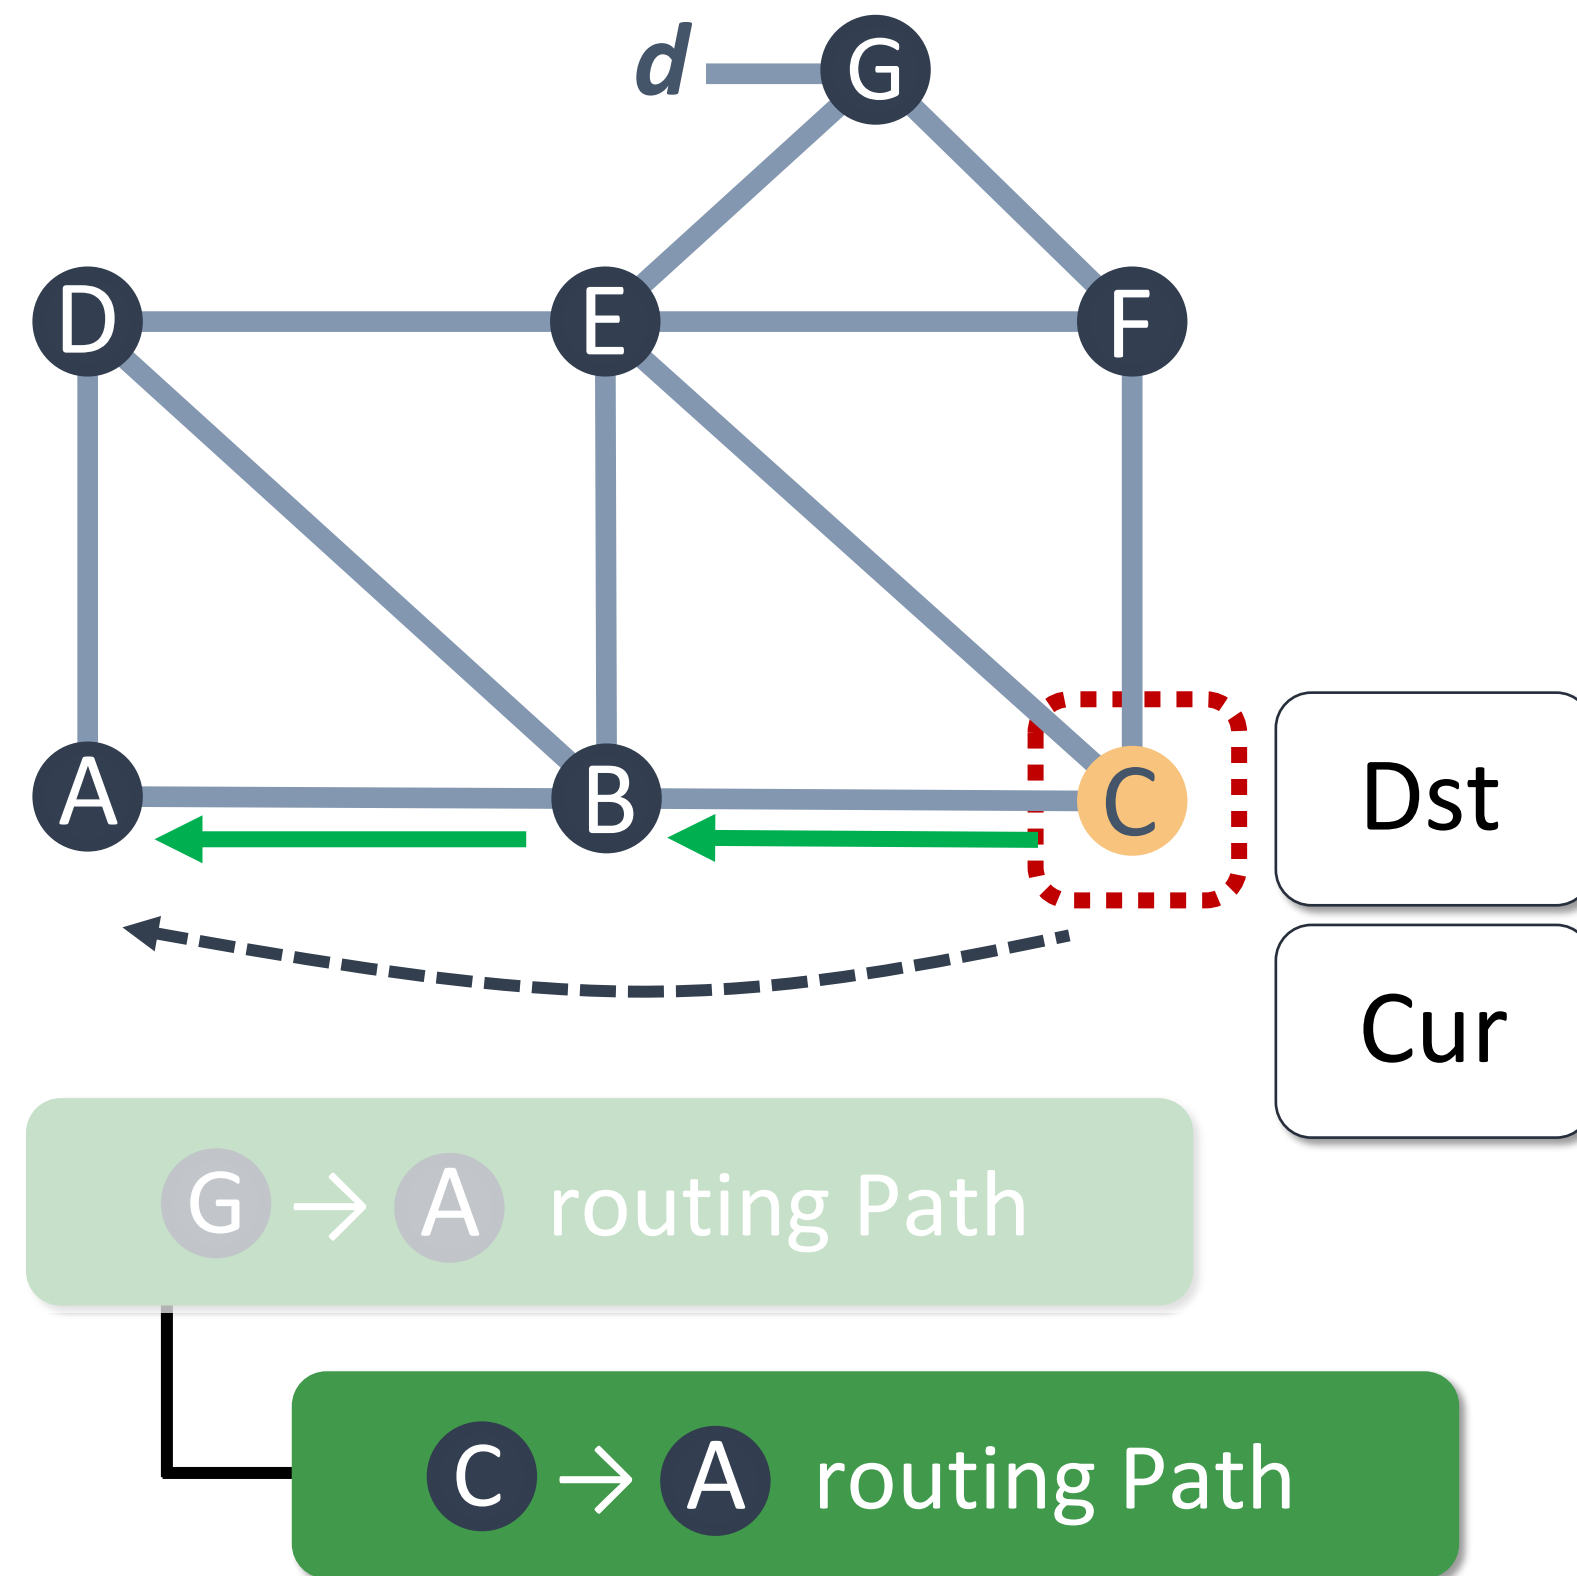 d
G
D
E
F
A
B
C
Dst
Cur
G → A routing Path
C → A routing Path